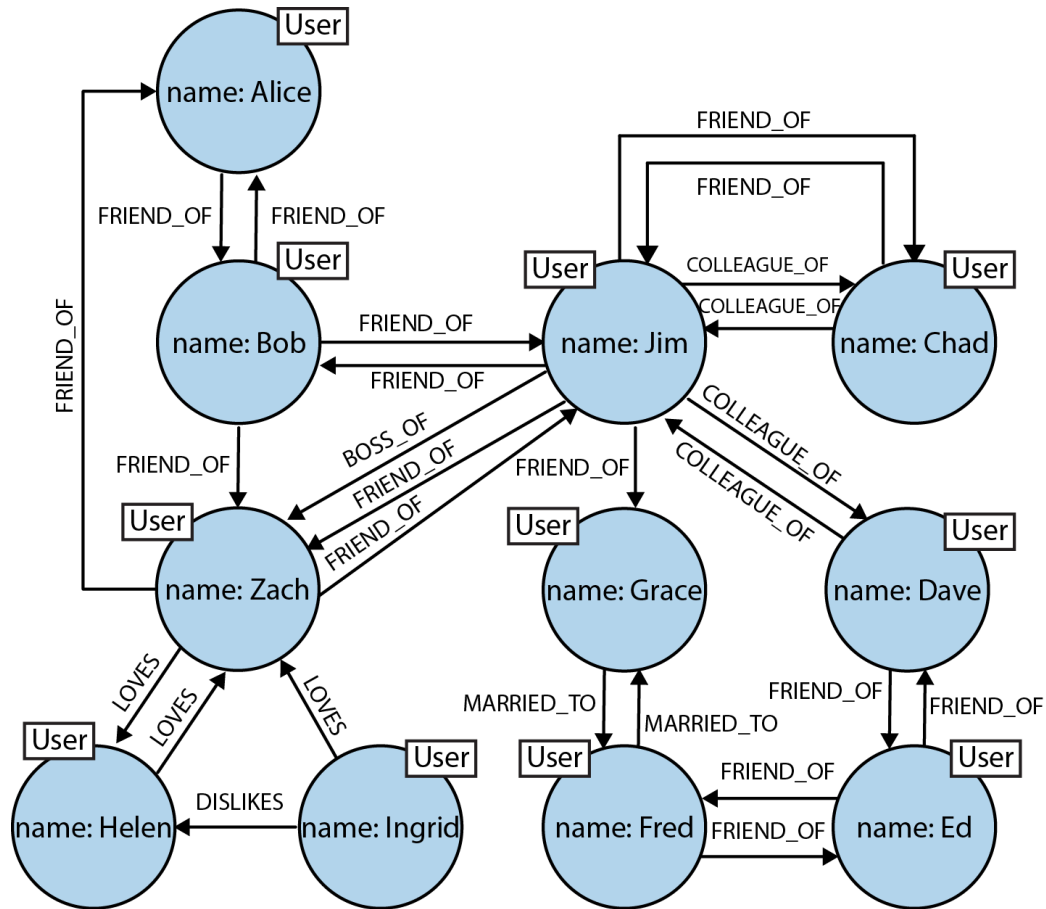 User
name: Alice
FRIEND_OF
FRIEND_OF
FRIEND_OF
FRIEND_OF
FRIEND_OF
User
name: Bob
User
name: Jim
User
name: Chad
COLLEAGUE_OF
COLLEAGUE_OF
FRIEND_OF
FRIEND_OF
FRIEND_OF
BOSS_OF
FRIEND_OF
FRIEND_OF
FRIEND_OF
COLLEAGUE_OF
COLLEAGUE_OF
User
name: Zach
User
name: Grace
User
name: Dave
LOVES
LOVES
LOVES
MARRIED_TO
MARRIED_TO
FRIEND_OF
FRIEND_OF
User
name: Helen
DISLIKES
User
name: Ingrid
User
name: Fred
FRIEND_OF
FRIEND_OF
User
name: Ed